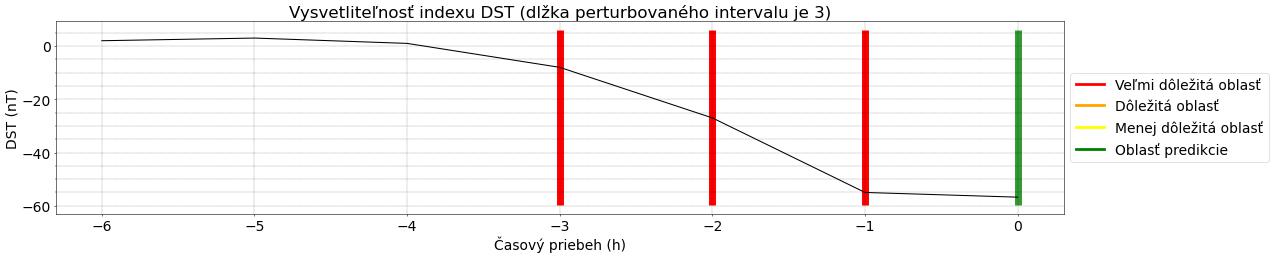 Vysvetliteľnosť indexu DST (dĺžka perturbovaného intervalu je 3)
DST (nT)
0
−20
−40
−60
−6 −5 −4 −3 −2 −1 0
Časový priebeh (h)
Veľmi dôležitá oblasť
Dôležitá oblasť
Menej dôležitá oblasť
Oblasť predikcie